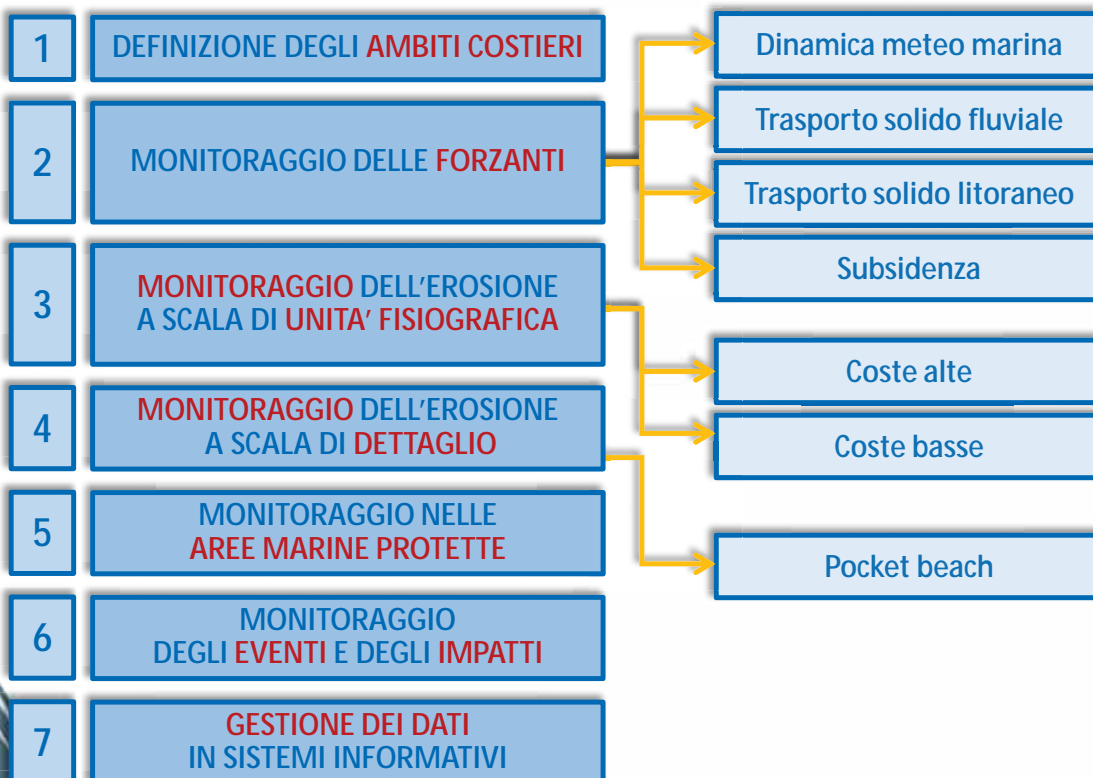 1
DEFINIZIONE DEGLI AMBITI COSTIERI
2
MONITORAGGIO DELLE FORZANTI
3
MONITORAGGIO DELL'EROSIONE
A SCALA DI UNITA' FISIOGRAFICA
4
MONITORAGGIO DELL'EROSIONE
A SCALA DI DETTAGLIO
5
MONITORAGGIO NELLE
AREE MARINE PROTETTE
6
MONITORAGGIO
DEGLI EVENTI E DEGLI IMPATTI
7
GESTIONE DEI DATI
IN SISTEMI INFORMATIVI
Dinamica meteo marina
Trasporto solido fluviale
Trasporto solido litoraneo
Subsidenza
Coste alte
Coste basse
Pocket beach